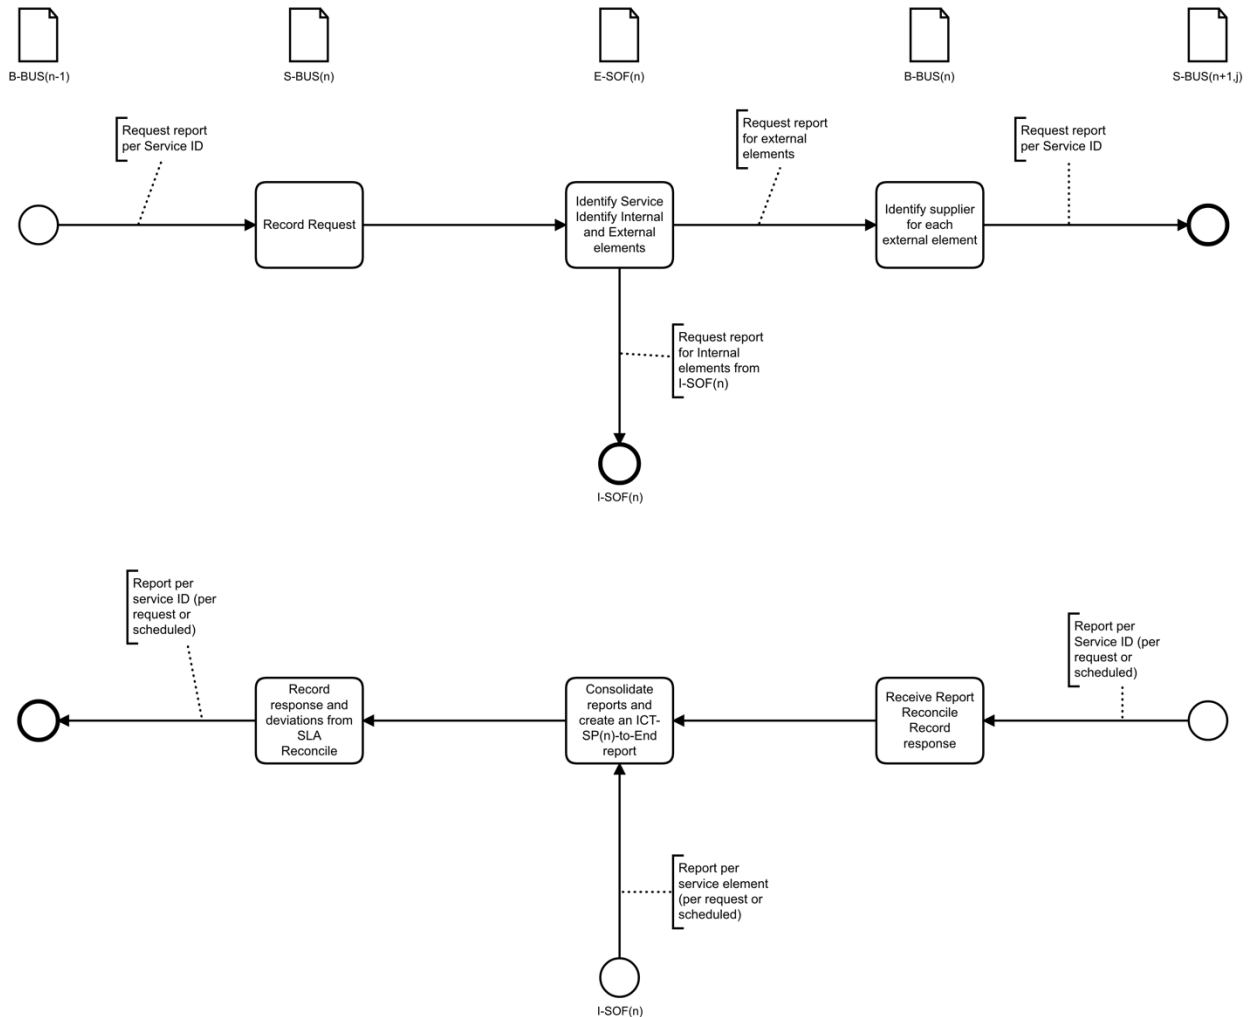 B-BUS(n-1)
S-BUS(n)
E-SOF(n)
B-BUS(n)
S-BUS(n+1,j)
Request report
per Service ID
Request report
for external
elements
Request report
per Service ID
Record Request
Identify Service
Identify Internal
and External
elements
Identify supplier
for each
external element
Request report
for Internal
elements from
I-SOF(n)
I-SOF(n)
Report per
service ID (per
request or
scheduled)
Report per
Service ID (per
request or
scheduled)
Record
response and
deviations from
SLA
Reconcile
Consolidate
reports and
create an ICT-
SP(n)-to-End
report
Receive Report
Reconcile
Record
response
Report per
service element
(per request or
scheduled)
I-SOF(n)